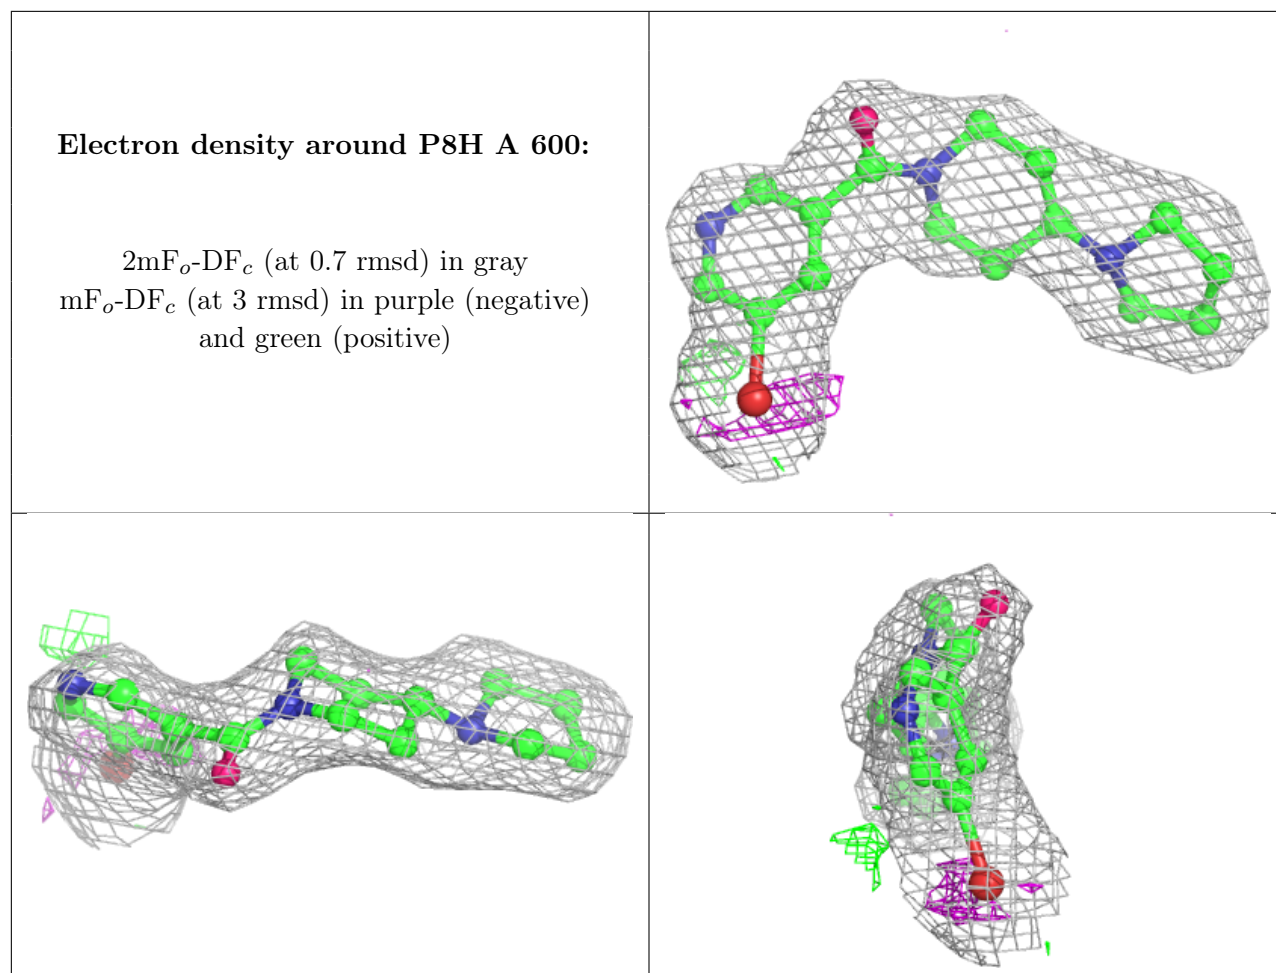 Electron density around P8H A 600:
2mFo-DFc (at 0.7 rmsd) in gray
mFo-DFc (at 3 rmsd) in purple (negative)
and green (positive)